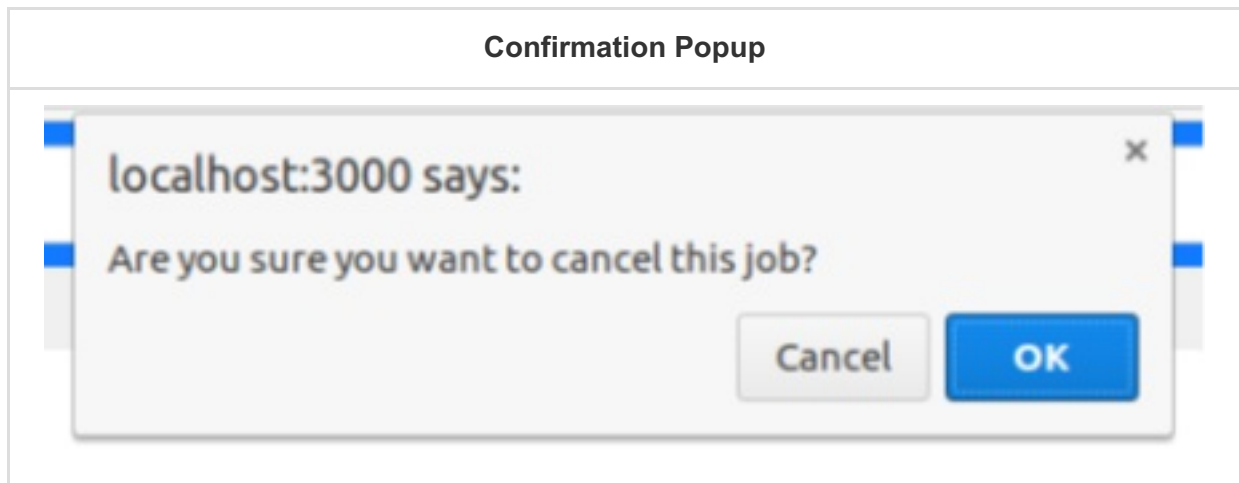 Confirmation Popup
localhost:3000 says:
Are you sure you want to cancel this job?
Cancel OK